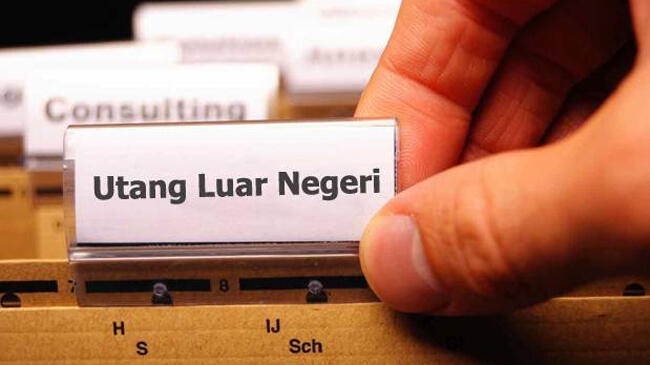 Consulting
Utang Luar Negeri
7
8
H
S
IJ
Sch